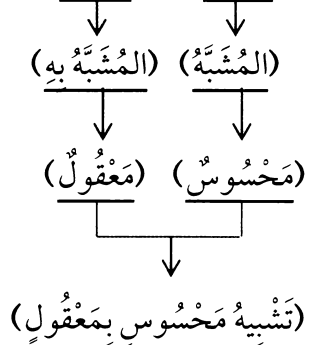 (المُشَبَّهُ) (المُشَبَّهُ بِهِ)
(مَحْسُوسٌ) (مَعْقُولٌ)
(تَشْبِيهُ مَحْسُوسٍ بِمَعْقُولٍ)